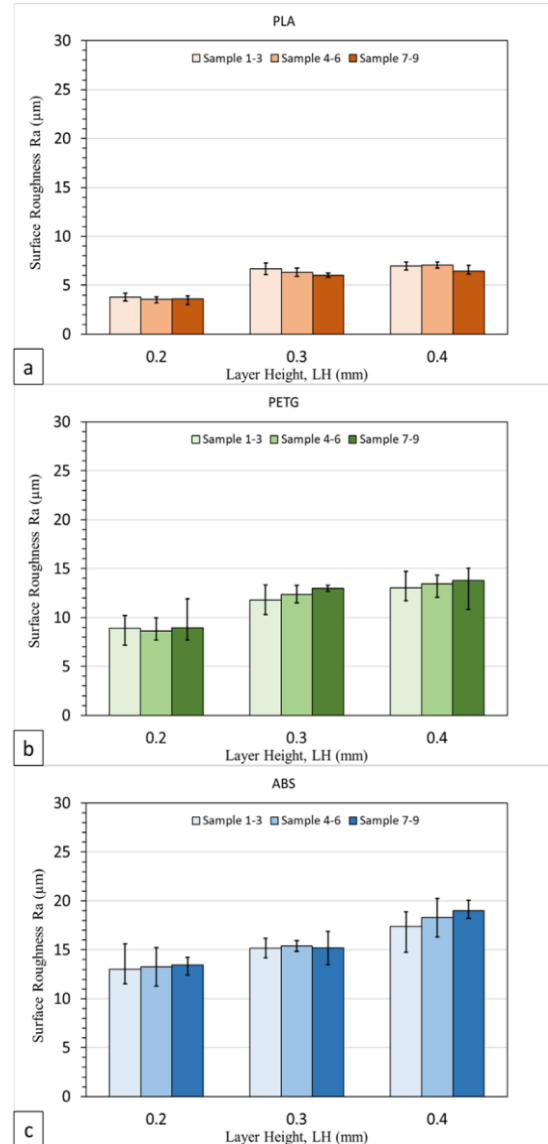 PLA
30
25
20
15
10
5
0
Surface Roughness Ra (µm)
Sample 1-3 Sample 4-6 Sample 7-9
0.2 0.3 0.4
Layer Height, LH (mm)
a
PETG
30
25
20
15
10
5
0
Surface Roughness Ra (µm)
Sample 1-3 Sample 4-6 Sample 7-9
0.2 0.3 0.4
Layer Height, LH (mm)
b
ABS
30
25
20
15
10
5
0
Surface Roughness Ra (µm)
Sample 1-3 Sample 4-6 Sample 7-9
0.2 0.3 0.4
Layer Height, LH (mm)
c